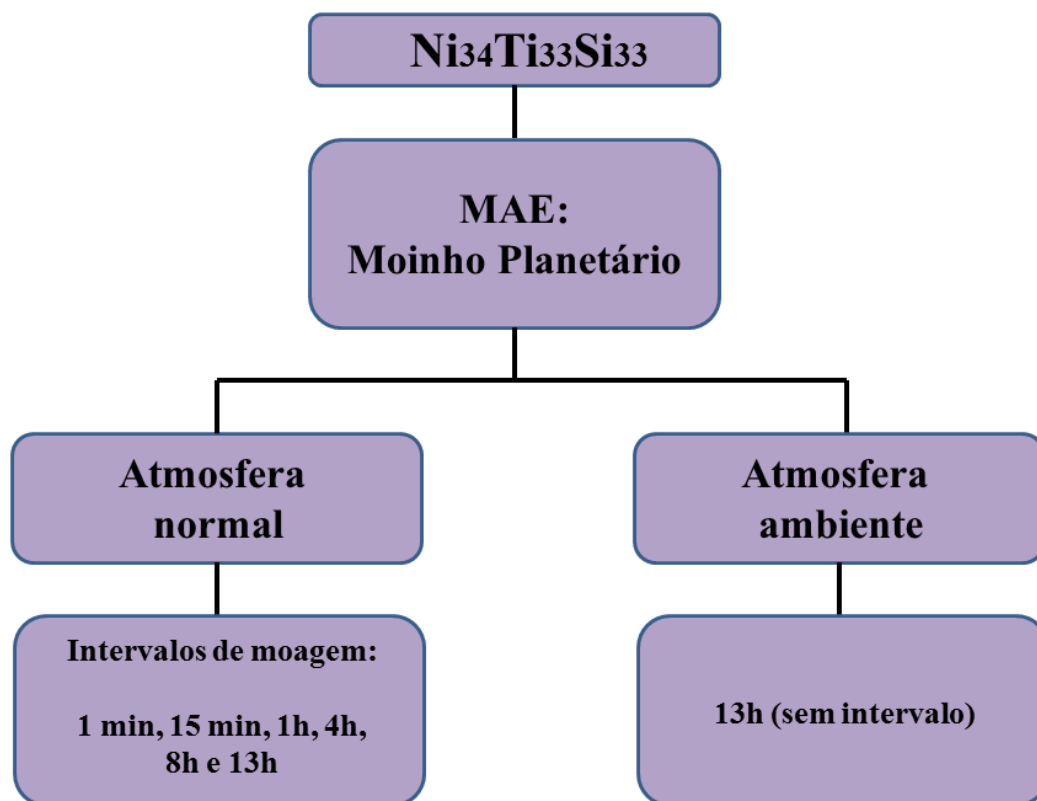 Ni34Ti33Si33
MAE:
Moinho Planetário
Atmosfera
normal
Atmosfera
ambiente
Intervalos de moagem:
1 min, 15 min, 1h, 4h,
8h e 13h
13h (sem intervalo)